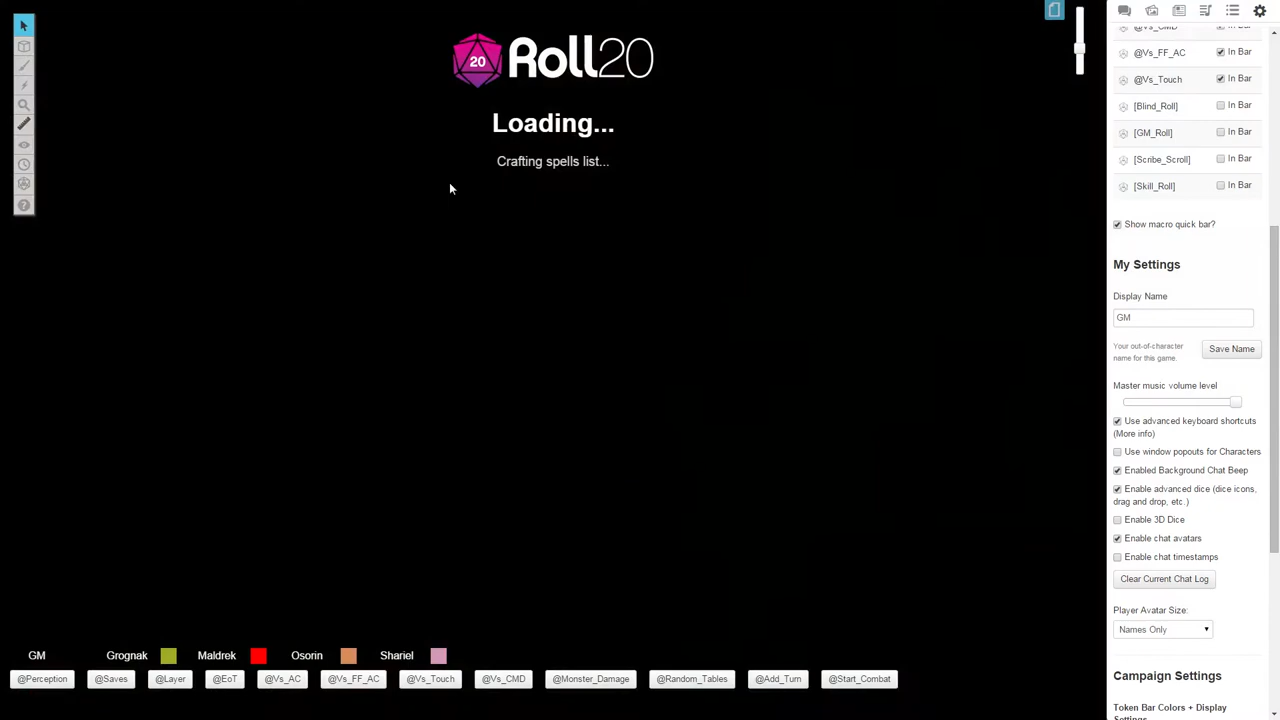 20 Roll20
Loading...
Crafting spells list...
GM
Grognak
Maldrek
Osorin
Shariel
@Perception
@Saves
@Layer
@EoT
@Vs_AC
@Vs_FF_AC
@Vs_Touch
@Vs_CMD
@Monster_Damage
@Random_Tables
@Add_Turn
@Start_Combat
@Vs_CMD In Bar
@Vs_FF_AC In Bar
@Vs_Touch In Bar
[Blind_Roll] In Bar
[GM_Roll] In Bar
[Scribe_Scroll] In Bar
[Skill_Roll] In Bar
Show macro quick bar?
My Settings
Display Name
GM
Your out-of-character
name for this game.
Save Name
Master music volume level
Use advanced keyboard shortcuts
(More info)
Use window popouts for Characters
Enabled Background Chat Beep
Enable advanced dice (dice icons,
drag and drop, etc.)
Enable 3D Dice
Enable chat avatars
Enable chat timestamps
Clear Current Chat Log
Player Avatar Size:
Names Only
Campaign Settings
Token Bar Colors + Display
Settings